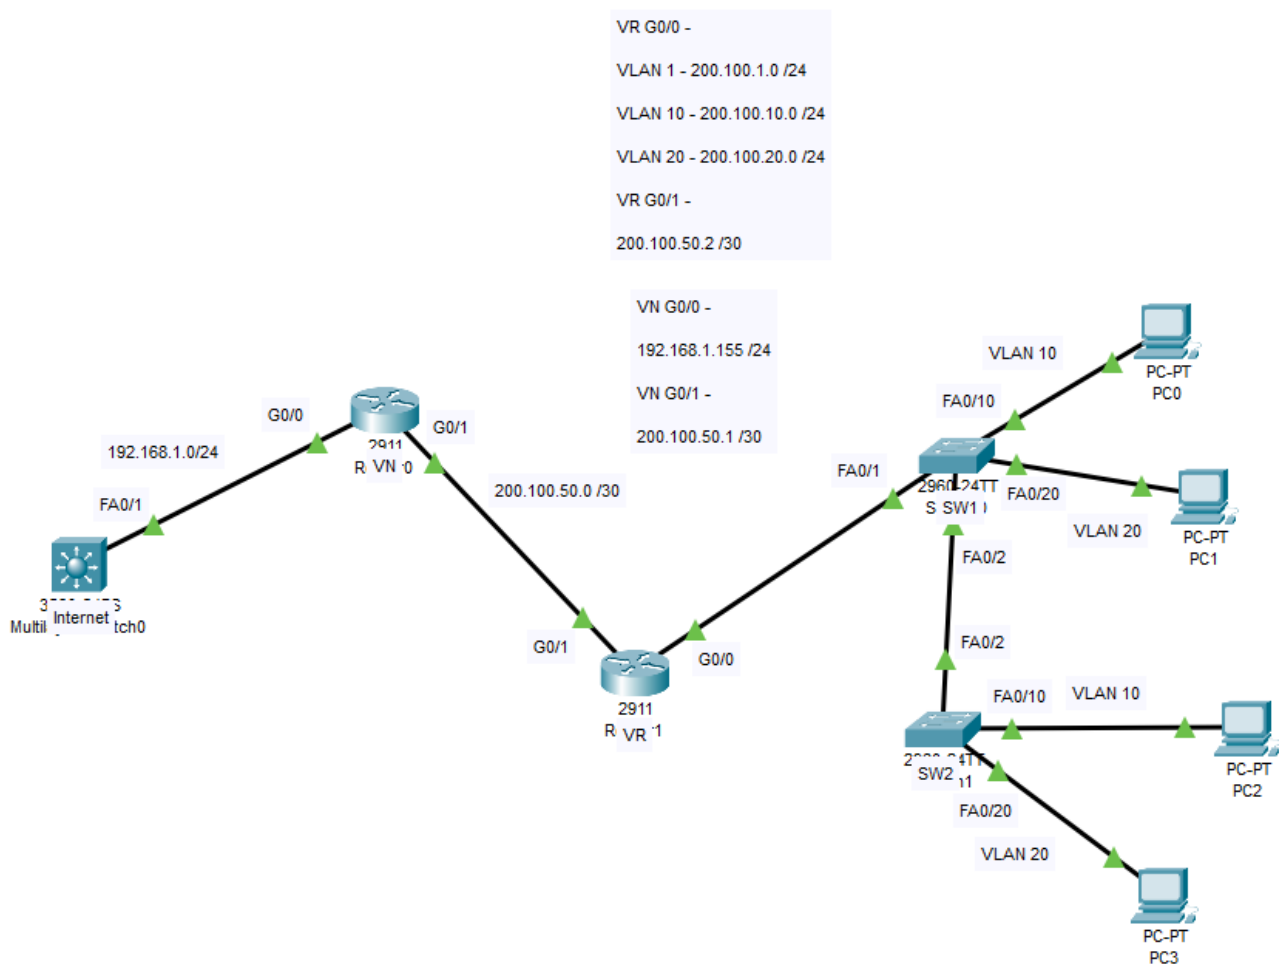 VR G0/0 -
VLAN 1 - 200.100.1.0 /24
VLAN 10 - 200.100.10.0 /24
VLAN 20 - 200.100.20.0 /24
VR G0/1 -
200.100.50.2 /30
VN G0/0 -
192.168.1.155 /24
VN G0/1 -
200.100.50.1 /30
VLAN 10
PC-PT
PC0
FA0/10
G0/0
G0/1
2911
VN
192.168.1.0/24
FA0/1
200.100.50.0 /30
FA0/1
2960-24TT
SW1
FA0/20
VLAN 20
PC-PT
PC1
FA0/2
Internet
G0/1
G0/0
2911
VR
FA0/2
FA0/10
VLAN 10
SW2
PC-PT
PC2
FA0/20
VLAN 20
PC-PT
PC3